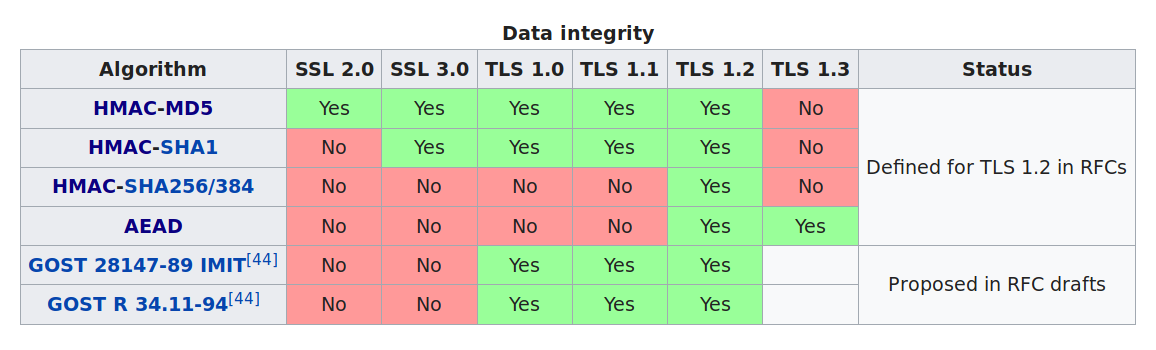 Data integrity
Algorithm SSL 2.0 SSL 3.0 TLS 1.0 TLS 1.1 TLS 1.2 TLS 1.3 Status
HMAC-MD5 Yes Yes Yes Yes Yes No
HMAC-SHA1 No Yes Yes Yes Yes No
Defined for TLS 1.2 in RFCs
HMAC-SHA256/384 No No No No Yes No
AEAD No No No No Yes Yes
GOST 28147-89 IMIT[44] No No Yes Yes Yes
Proposed in RFC drafts
GOST R 34.11-94[44] No No Yes Yes Yes